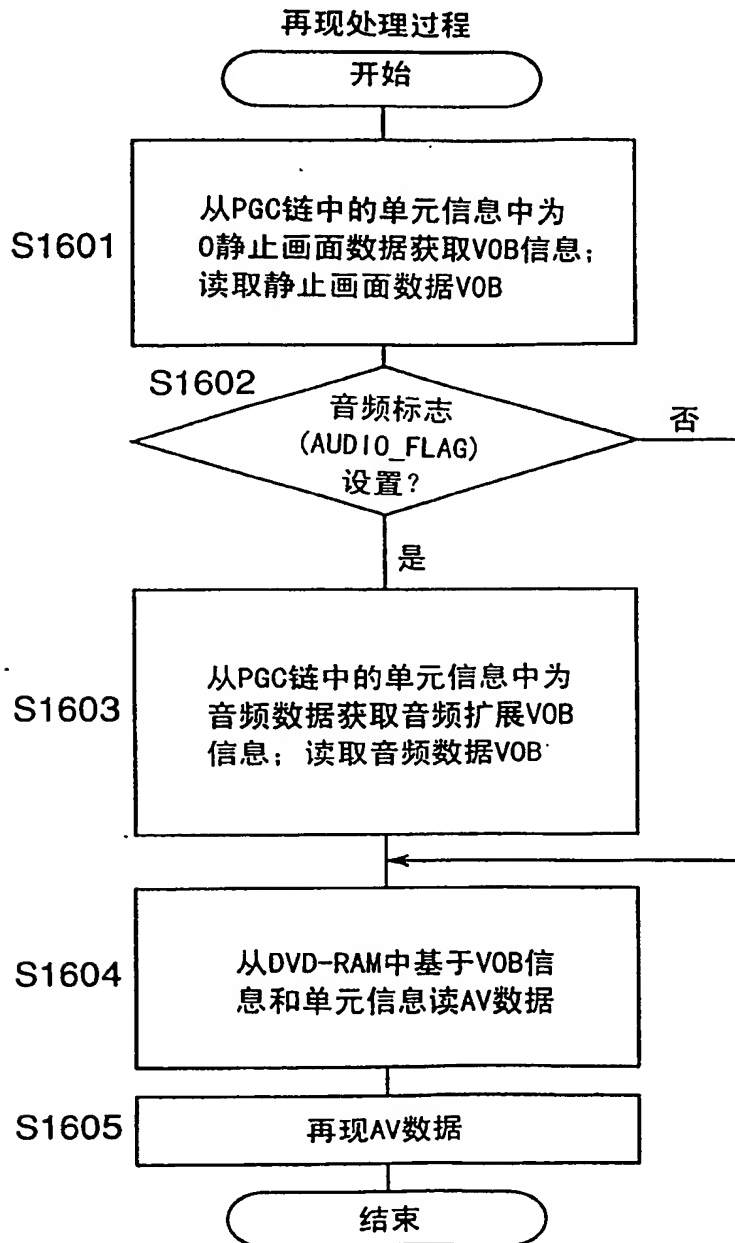 再现处理过程
开始
S1601
从PGC链中的单元信息中为
0静止画面数据获取VOB信息;
读取静止画面数据VOB
S1602
音频标志
(AUDIO_FLAG)
设置?
否
是
S1603
从PGC链中的单元信息中为
音频数据获取音频扩展VOB
信息; 读取音频数据VOB
S1604
从DVD-RAM中基于VOB信
息和单元信息读AV数据
S1605
再现AV数据
结束